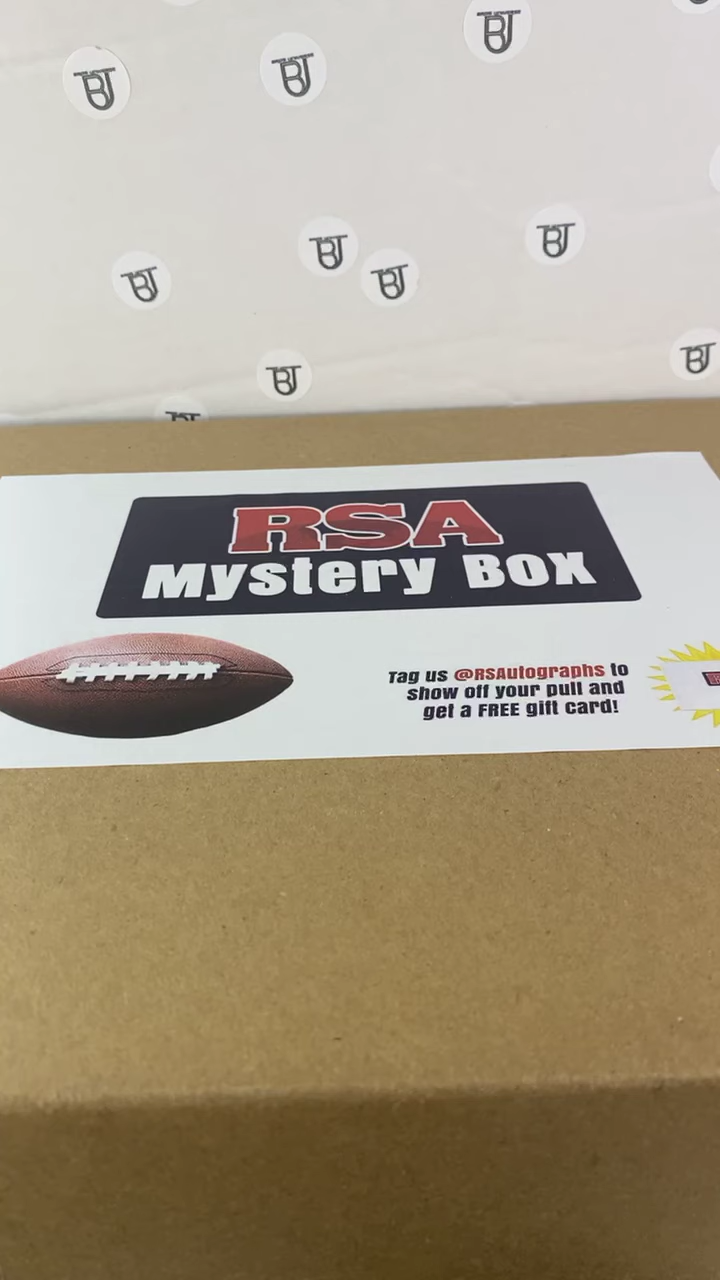 RSA
Mystery Box
Tag us @RSAutographs to
show off your pull and
get a FREE gift card!